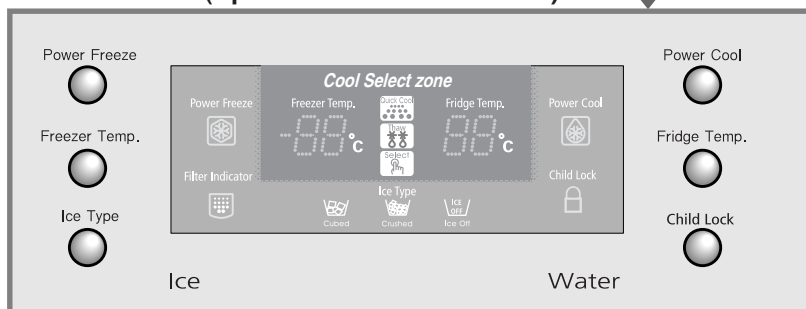 Power Freeze
Freezer Temp.
Ice Type
Cool Select zone
Power Freeze
Freezer Temp.
-88°C
Quick Cool
Thaw
Select
Fridge Temp.
88°C
Power Cool
Filter Indicator
Child Lock
Ice Type
Cubed
Crushed
ICE OFF
Ice Off
Power Cool
Fridge Temp.
Child Lock
Ice
Water